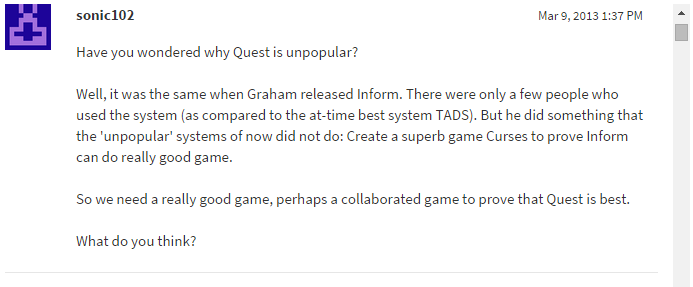 sonic102
Mar 9, 2013 1:37 PM
Have you wondered why Quest is unpopular?
Well, it was the same when Graham released Inform. There were only a few people who
used the system (as compared to the at-time best system TADS). But he did something that
the 'unpopular' systems of now did not do: Create a superb game Curses to prove Inform
can do really good game.
So we need a really good game, perhaps a collaborated game to prove that Quest is best.
What do you think?